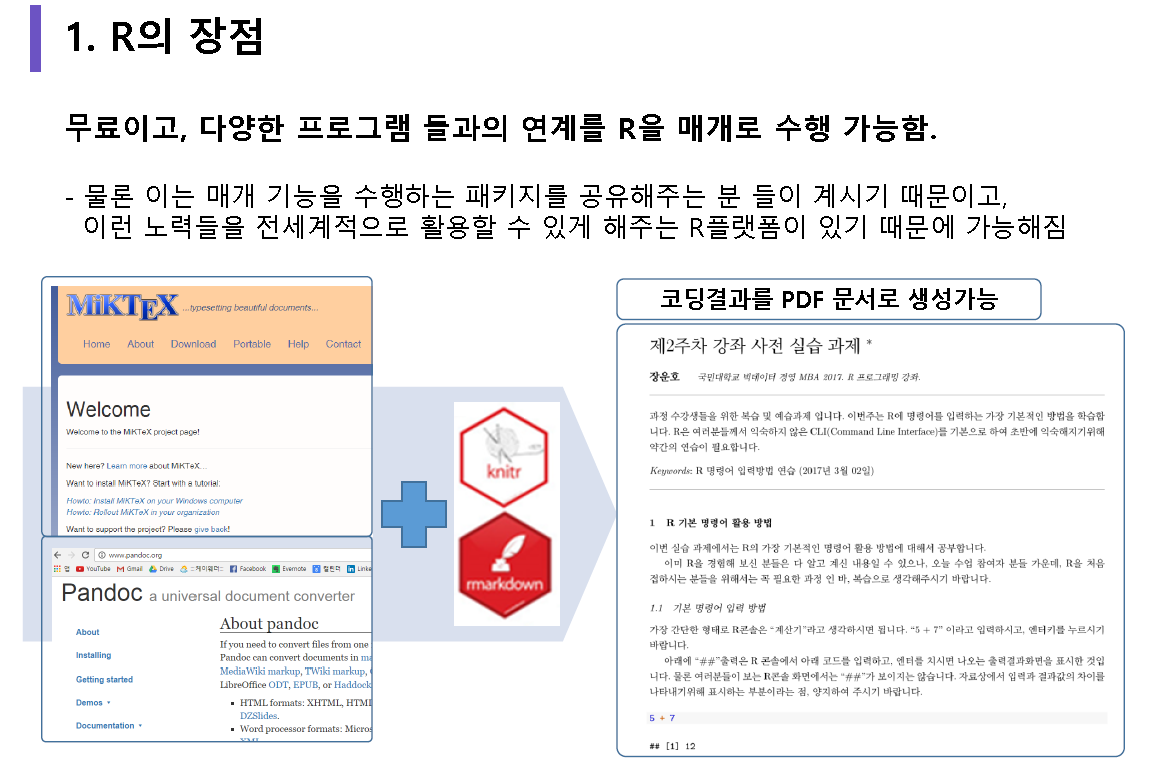 1. R의 장점
무료이고, 다양한 프로그램 들과의 연계를 R을 매개로 수행 가능함.
- 물론 이는 매개 기능을 수행하는 패키지를 공유해주는 분 들이 계시기 때문이고,
이런 노력들을 전세계적으로 활용할 수 있게 해주는 R플랫폼이 있기 때문에 가능해짐
MiKTEX ...typesetting beautiful documents...
Home About Download Portable Help Contact
Welcome
Welcome to the MiKTeX project page!
New here? Learn more about MiKTeX...
Want to install MiKTeX? Start with a tutorial:
Howto: Install MiKTeX on your Windows computer
Howto: Rollout MiKTeX in your organization
Want to support the project? Please give back!
www.pandoc.org
앱 YouTube Gmail Drive ::케이웨더:: Facebook Evernote 캘린더 Linke
Pandoc a universal document converter
About
Installing
Getting started
Demos
Documentation
About pandoc
If you need to convert files from one
Pandoc can convert documents in ma
MediaWiki markup, TWiki markup,
LibreOffice ODT, EPUB, or Haddock
HTML formats: XHTML, HTMI
DZSlides.
Word processor formats: Micros
knitr
rmarkdown
코딩결과를 PDF 문서로 생성가능
제2주차 강좌 사전 실습 과제 *
장운호 국민대학교 빅데이터 경영 MBA 2017. R 프로그래밍 강좌.
과정 수강생들을 위한 복습 및 예습과제 입니다. 이번주는 R에 명령어를 입력하는 가장 기본적인 방법을 학습합
니다. R은 여러분들께서 익숙하지 않은 CLI(Command Line Interface)를 기본으로 하여 초반에 익숙해지기위해
약간의 연습이 필요합니다.
Keywords: R 명령어 입력방법 연습 (2017년 3월 02일)
1 R 기본 명령어 활용 방법
이번 실습 과제에서는 R의 가장 기본적인 명령어 활용 방법에 대해서 공부합니다.
이미 R을 경험해 보신 분들은 다 알고 계신 내용일 수 있으나, 오늘 수업 참여자 분들 가운데, R을 처음
접하시는 분들을 위해서는 꼭 필요한 과정 인 바, 복습으로 생각해주시기 바랍니다.
1.1 기본 명령어 입력 방법
가장 간단한 형태로 R콘솔은 “계산기”라고 생각하시면 됩니다. “5 + 7” 이라고 입력하시고, 엔터키를 누르시기
바랍니다.
아래에 “##”출력은 R 콘솔에서 아래 코드를 입력하고, 엔터를 치시면 나오는 출력결과화면을 표시한 것입
니다. 물론 여러분들이 보는 R콘솔 화면에서는 “##”가 보이지는 않습니다. 자료상에서 입력과 결과값의 차이를
나타내기위해 표시하는 부분이라는 점, 양지하여 주시기 바랍니다.
5 + 7
## [1] 12